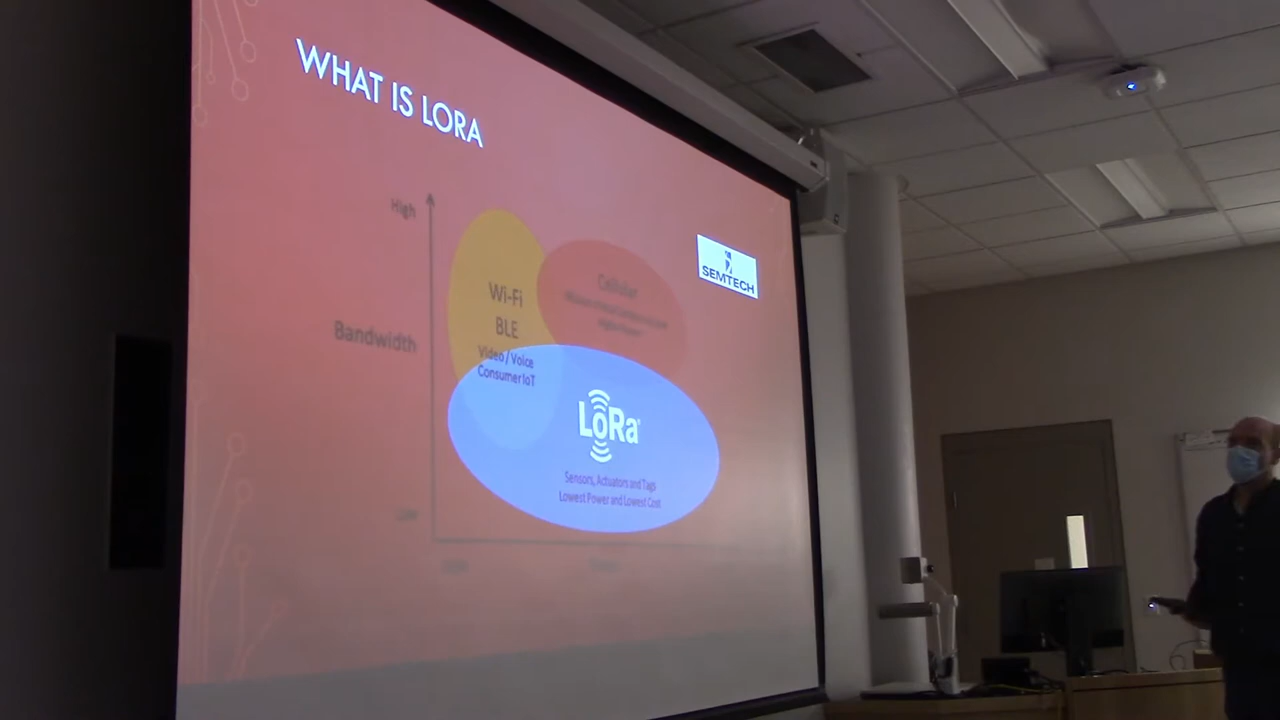 WHAT IS LORA
High
SEMTECH
Wi-Fi
BLE
Cellular
Bandwidth
Video / Voice
Consumer IoT
LoRa
Sensors, Actuators and Tags
Lowest Power and Lowest Cost